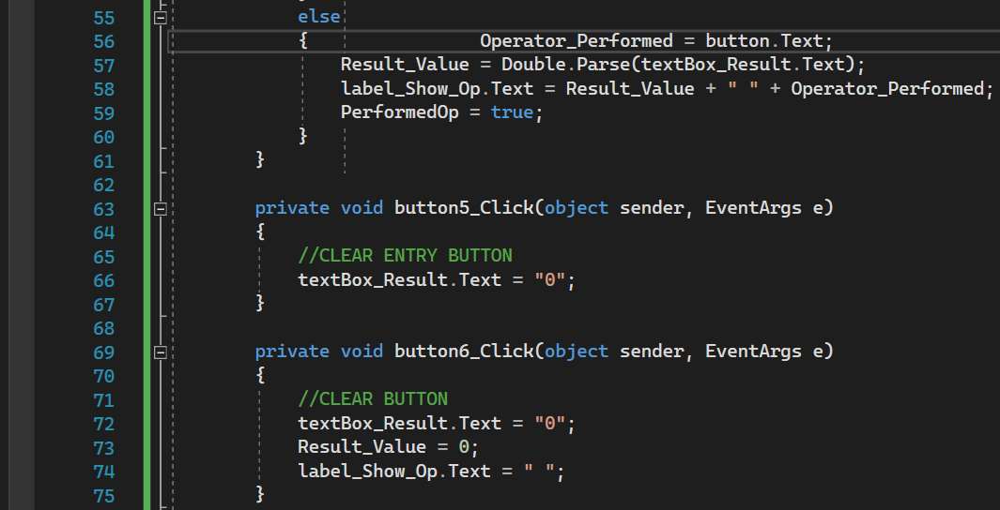 55 else
56 { Operator_Performed = button.Text;
57 Result_Value = Double.Parse(textBox_Result.Text);
58 label_Show_Op.Text = Result_Value + " " + Operator_Performed;
59 PerformedOp = true;
60 }
61 }
62
63 private void button5_Click(object sender, EventArgs e)
64 {
65 //CLEAR ENTRY BUTTON
66 textBox_Result.Text = "0";
67 }
68
69 private void button6_Click(object sender, EventArgs e)
70 {
71 //CLEAR BUTTON
72 textBox_Result.Text = "0";
73 Result_Value = 0;
74 label_Show_Op.Text = " ";
75 }